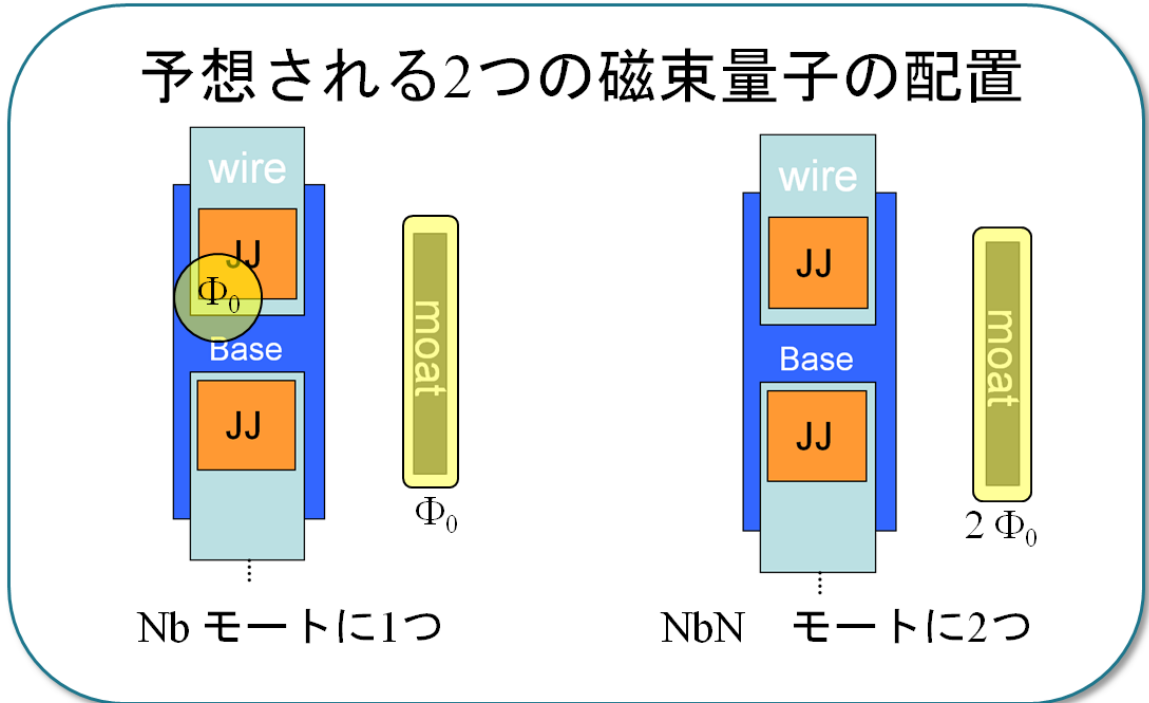 予想される2つの磁束量子の配置
wire
JJ
Φ0
Base
JJ
moat
Φ0
Nb モートに1つ
wire
JJ
Base
JJ
moat
2 Φ0
NbN モートに2つ